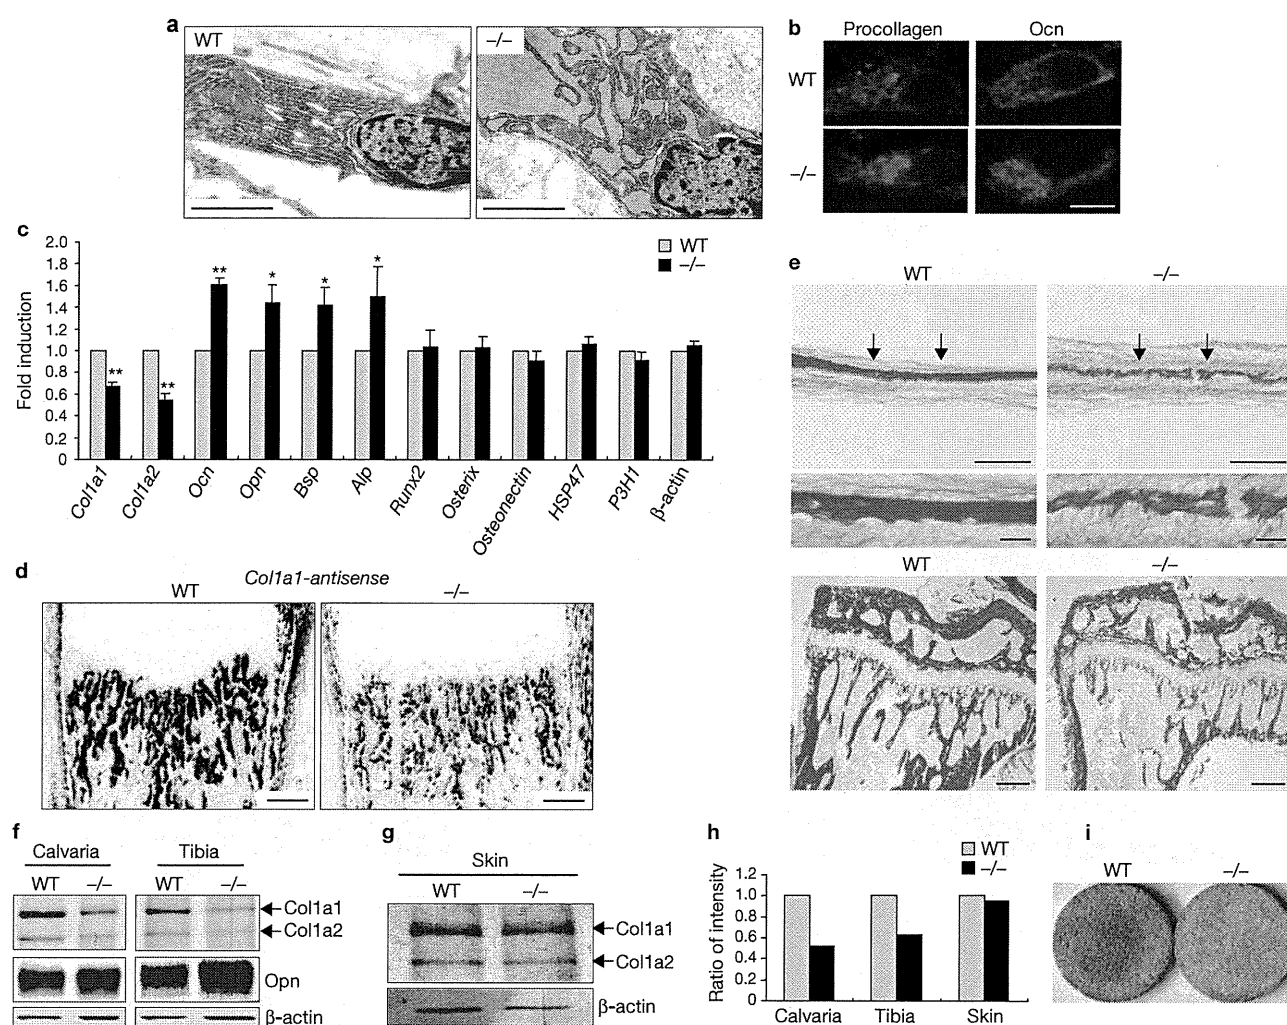 a
WT
–/–
b
Procollagen
Ocn
WT
–/–
c
Fold induction
2.0
1.8
1.6
1.4
1.2
1.0
0.8
0.6
0.4
0.2
0
WT
–/–
**
**
**
*
*
*
Col1a1
Col1a2
Ocn
Opn
Bsp
Alp
Runx2
Osterix
Osteonectin
HSP47
P3H1
β-actin
d
Col1a1-antisense
WT
–/–
e
WT
–/–
WT
–/–
f
Calvaria
Tibia
WT
–/–
WT
–/–
Col1a1
Col1a2
Opn
β-actin
g
Skin
WT
–/–
Col1a1
Col1a2
β-actin
h
WT
–/–
Ratio of intensity
1.2
1.0
0.8
0.6
0.4
0.2
0
Calvaria
Tibia
Skin
i
WT
–/–